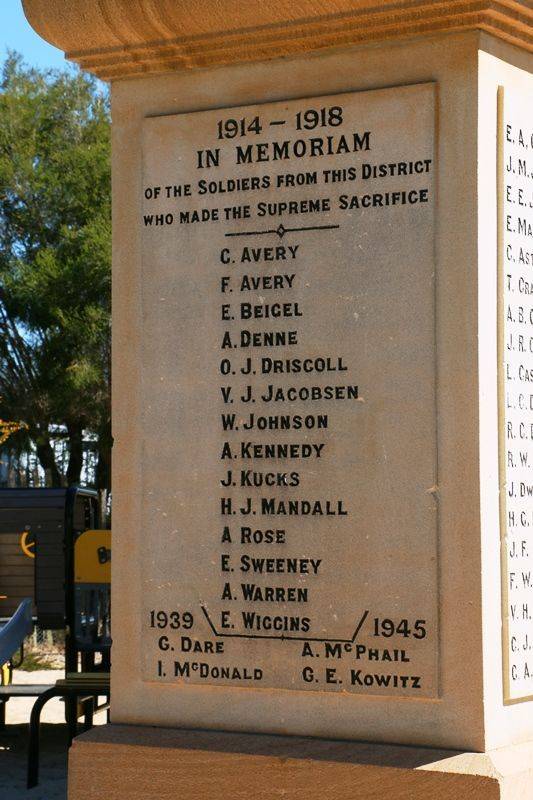 1914 – 1918
IN MEMORIAM
OF THE SOLDIERS FROM THIS DISTRICT
WHO MADE THE SUPREME SACRIFICE
C. AVERY
F. AVERY
E. BEIGEL
A. DENNE
O. J. DRISCOLL
V. J. JACOBSEN
W. JOHNSON
A. KENNEDY
J. KUCKS
H. J. MANDALL
A ROSE
E. SWEENEY
A. WARREN
E. WIGGINS
1939 1945
G. DARE A. McPHAIL
I. McDONALD G. E. KOWITZ
E. A.
J. M.
E. E.
E.
C.
T.
A. B.
J. R.
L.
L. C.
R. C.
R. W.
J.
H. G.
J. F.
F. W.
V. H.
C. J.
C. A.